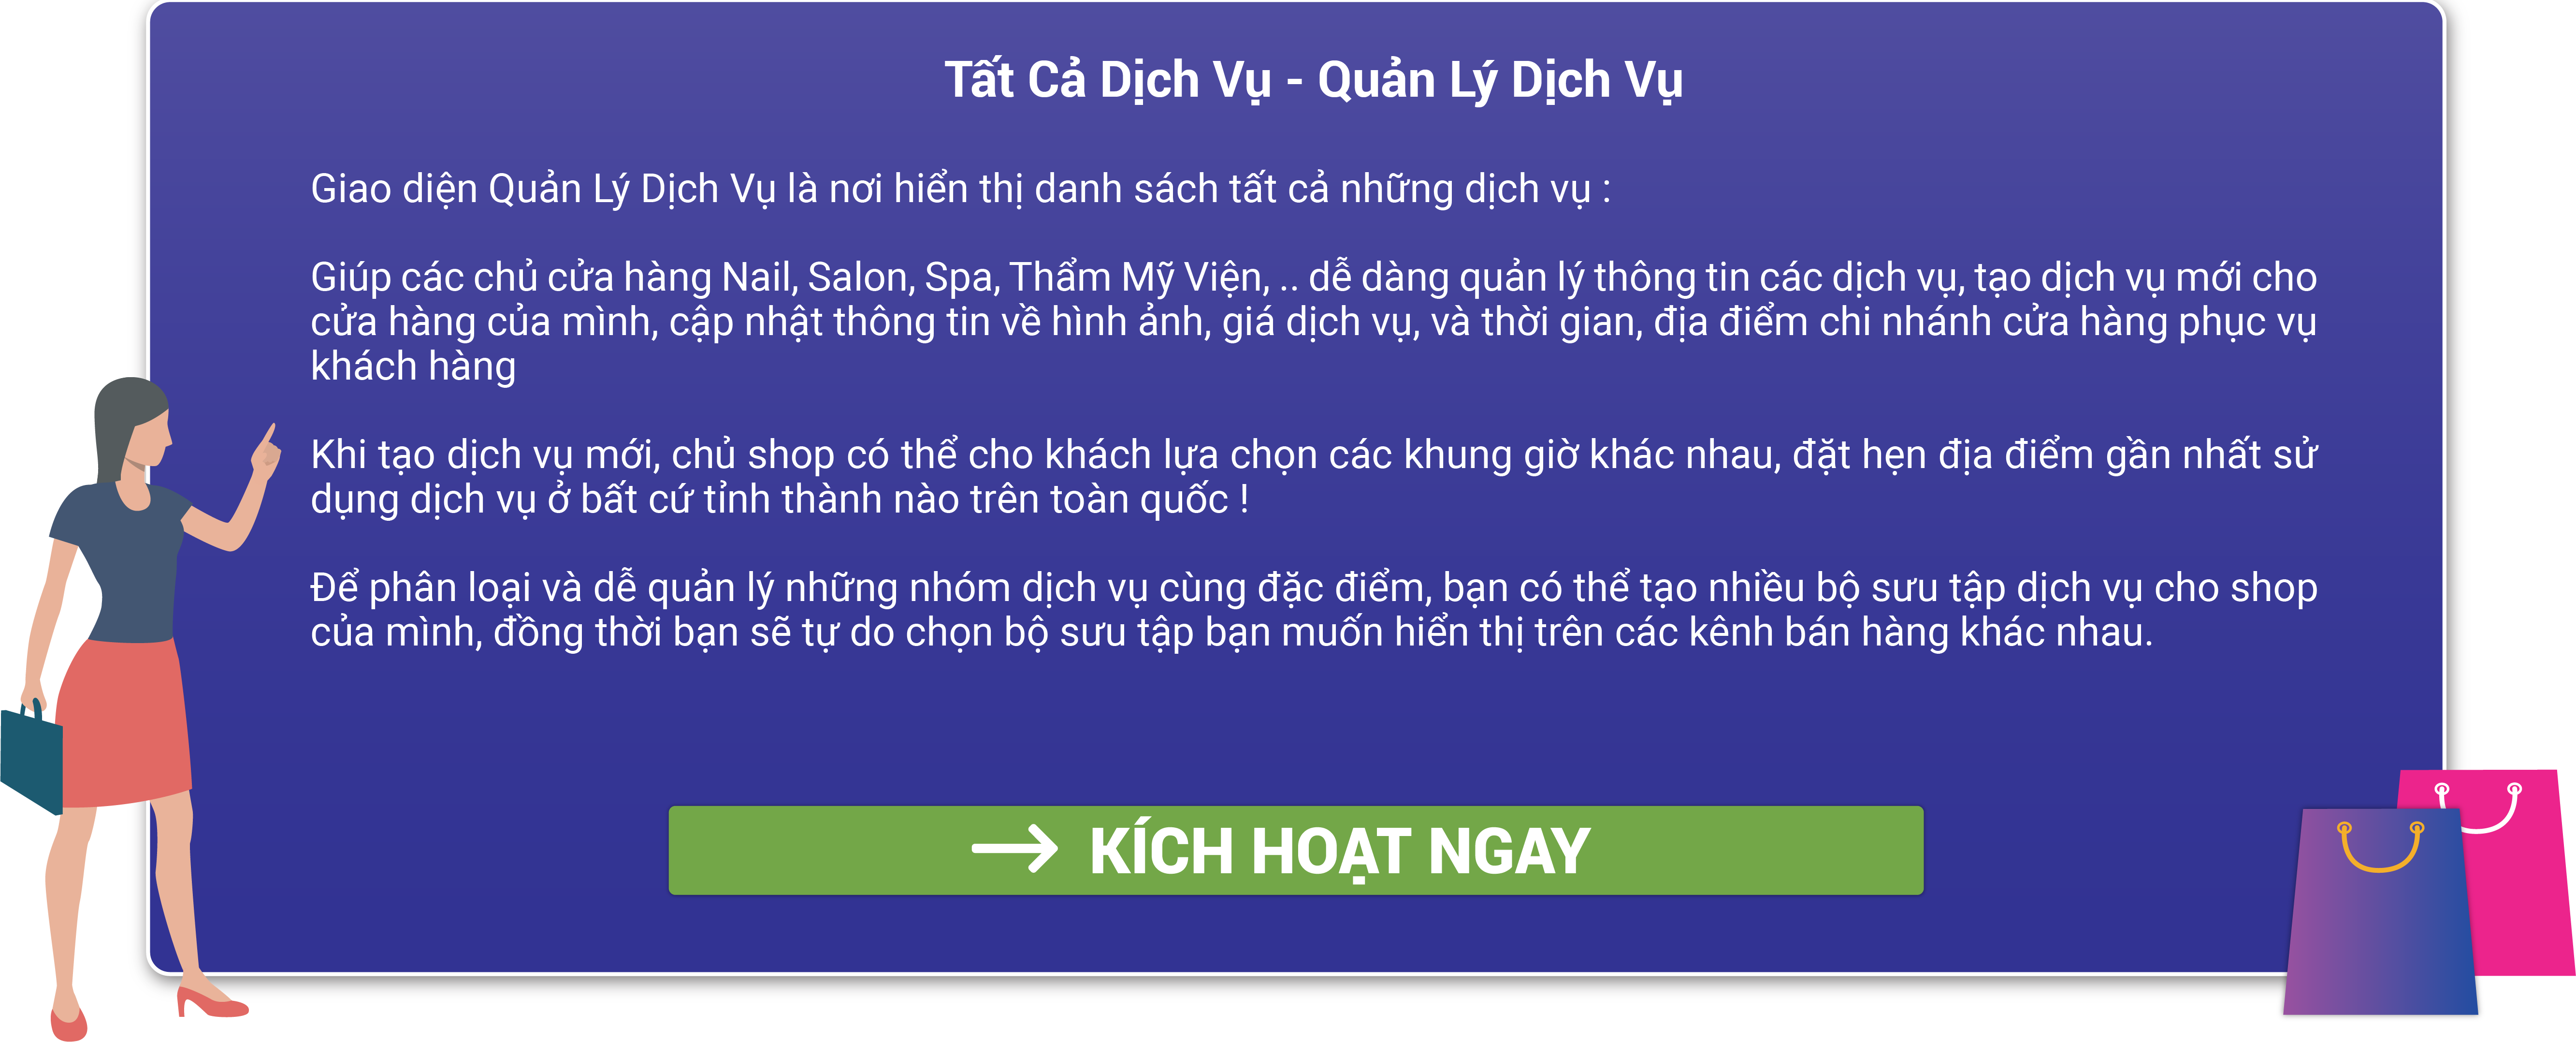 Tất Cả Dịch Vụ - Quản Lý Dịch Vụ
Giao diện Quản Lý Dịch Vụ là nơi hiển thị danh sách tất cả những dịch vụ :
Giúp các chủ cửa hàng Nail, Salon, Spa, Thẩm Mỹ Viện, .. dễ dàng quản lý thông tin các dịch vụ, tạo dịch vụ mới cho
cửa hàng của mình, cập nhật thông tin về hình ảnh, giá dịch vụ, và thời gian, địa điểm chi nhánh cửa hàng phục vụ
khách hàng
Khi tạo dịch vụ mới, chủ shop có thể cho khách lựa chọn các khung giờ khác nhau, đặt hẹn địa điểm gần nhất sử
dụng dịch vụ ở bất cứ tỉnh thành nào trên toàn quốc !
Để phân loại và dễ quản lý những nhóm dịch vụ cùng đặc điểm, bạn có thể tạo nhiều bộ sưu tập dịch vụ cho shop
của mình, đồng thời bạn sẽ tự do chọn bộ sưu tập bạn muốn hiển thị trên các kênh bán hàng khác nhau.
→ KÍCH HOẠT NGAY